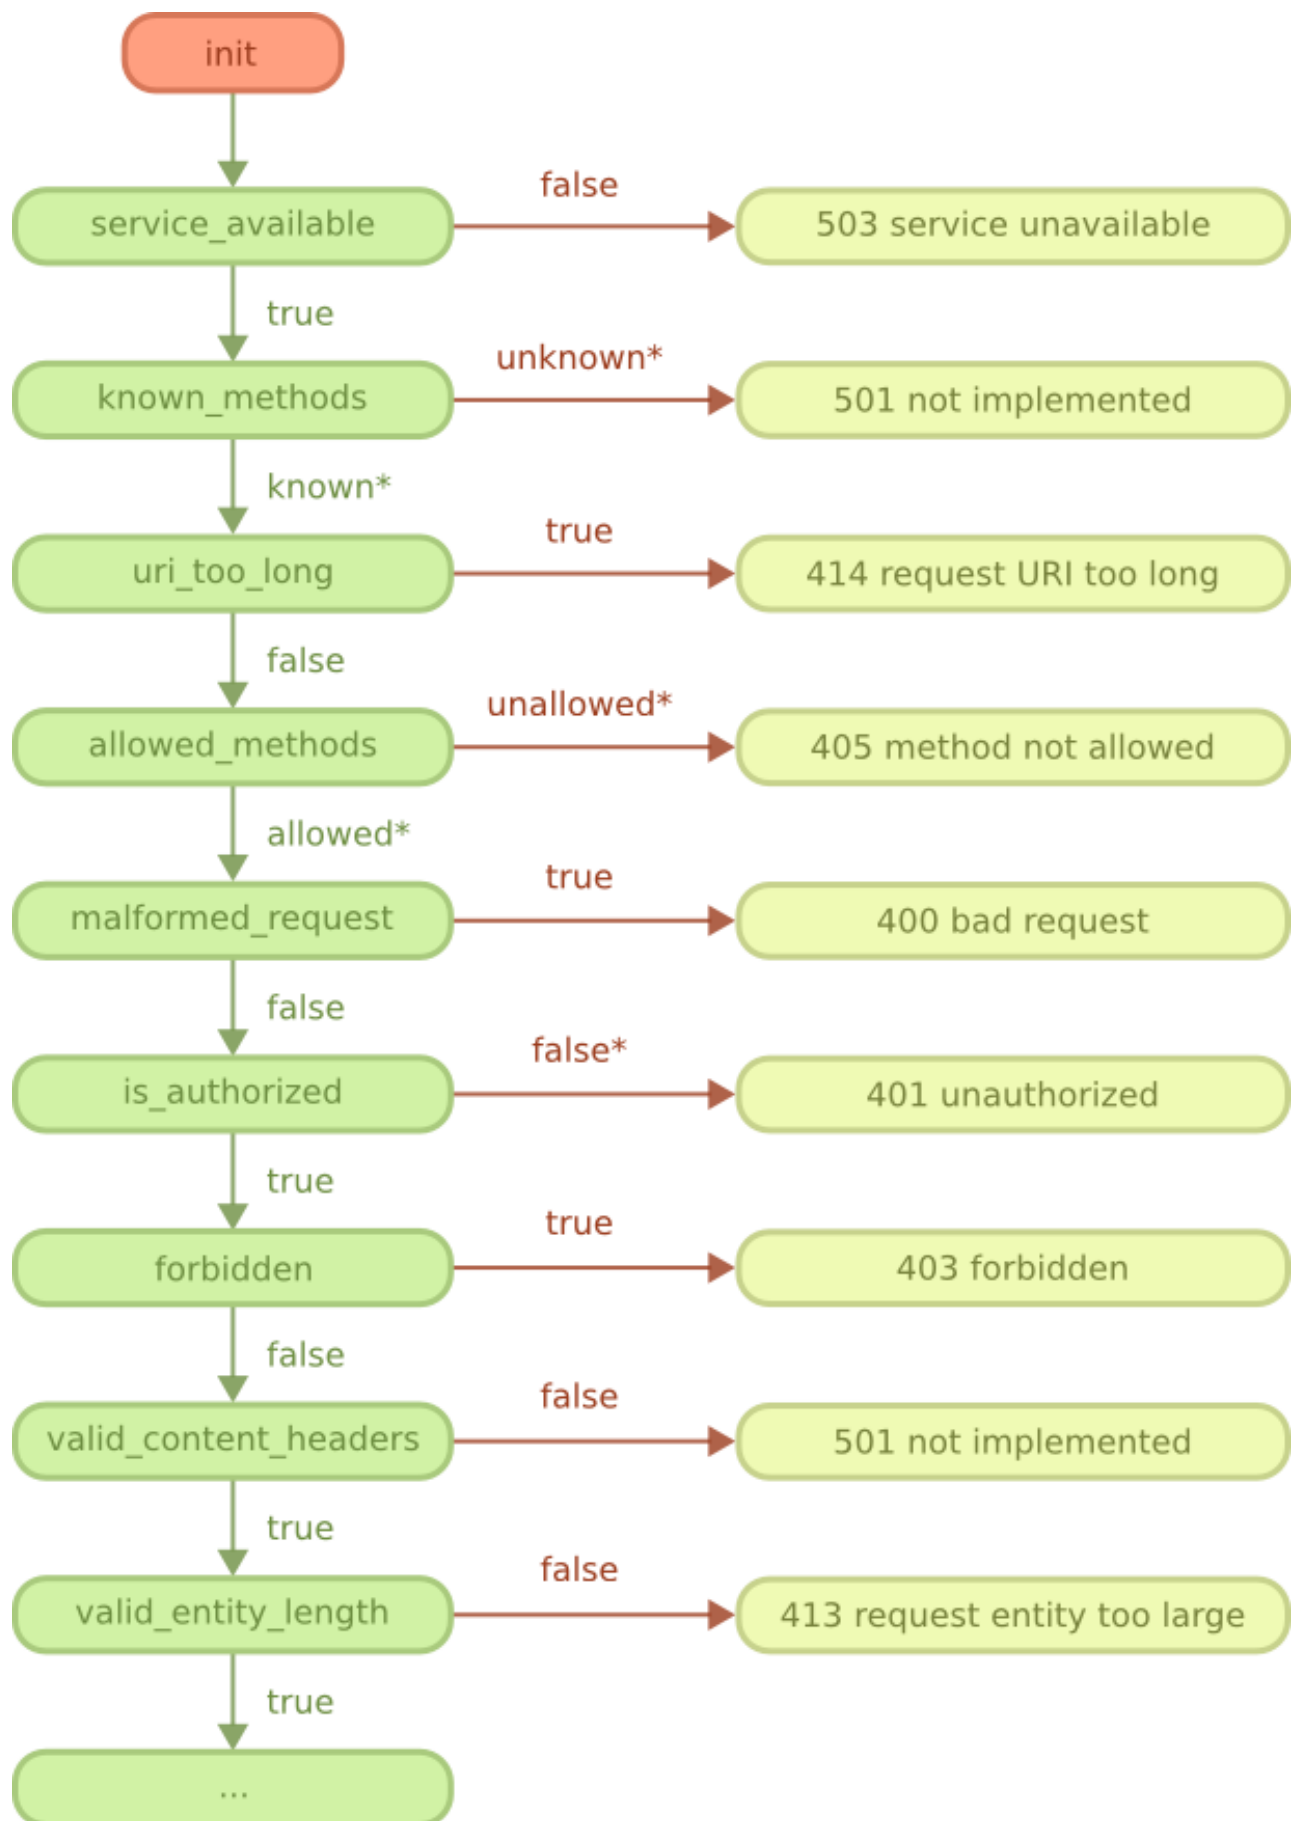 init
false
service_available
503 service unavailable
true
unknown*
known_methods
501 not implemented
known*
true
uri_too_long
414 request URI too long
false
unallowed*
allowed_methods
405 method not allowed
allowed*
true
malformed_request
400 bad request
false
false*
is_authorized
401 unauthorized
true
true
forbidden
403 forbidden
false
false
valid_content_headers
501 not implemented
true
false
valid_entity_length
413 request entity too large
true
...